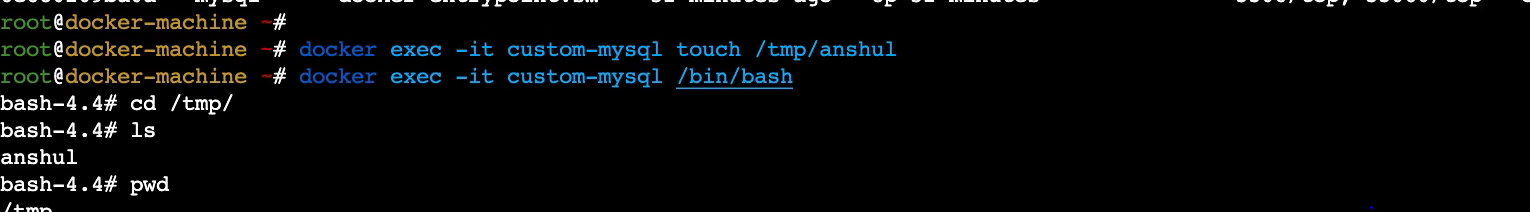 root@docker-machine ~#
root@docker-machine ~# docker exec -it custom-mysql touch /tmp/anshul
root@docker-machine ~# docker exec -it custom-mysql /bin/bash
bash-4.4# cd /tmp/
bash-4.4# ls
anshul
bash-4.4# pwd
/tmp